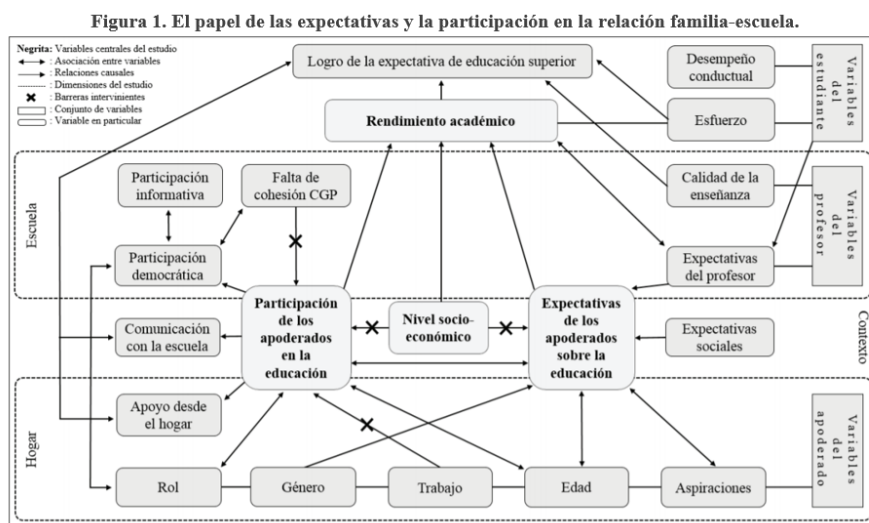 Figura 1. El papel de las expectativas y la participación en la relación familia-escuela.
Negrita: Variables centrales del estudio
: Asociación entre variables
: Relaciones causales
: Dimensiones del estudio
: Barreras intervinientes
: Conjunto de variables
: Variable en particular
Logro de la expectativa de educación superior
Desempeño
conductual
Variables
del
estudiante
Rendimiento académico
Esfuerzo
Escuela
Participación
informativa
Falta de
cohesión CGP
Calidad de la
enseñanza
Variables
del
profesor
Participación
democrática
Expectativas
del profesor
Participación
de los
apoderados
en la
educación
Nivel socio-
económico
Expectativas
de los
apoderados
sobre la
educación
Contexto
Comunicación
con la escuela
Expectativas
sociales
Hogar
Apoyo desde
el hogar
Variables
del
apoderado
Rol
Género
Trabajo
Edad
Aspiraciones